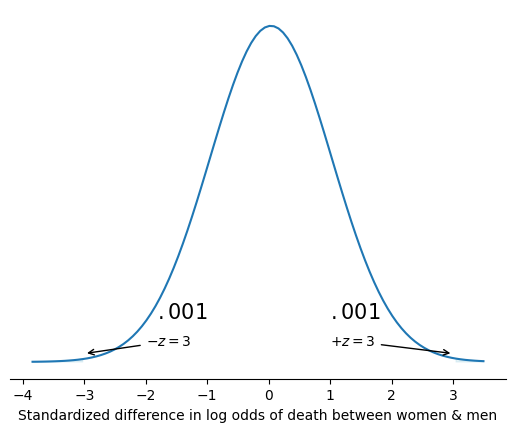 .001 .001
−z = 3 +z = 3
−4 −3 −2 −1 0 1 2 3
Standardized difference in log odds of death between women & men